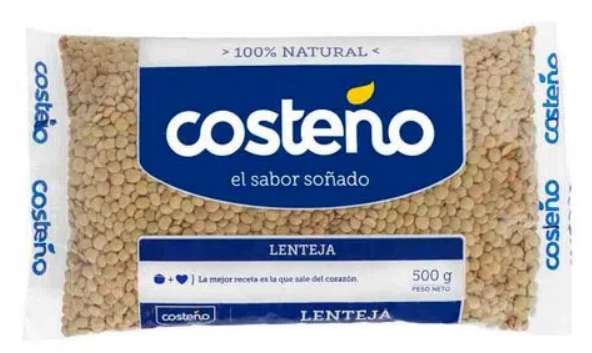 > 100% NATURAL <
costeño
el sabor soñado
costeño
costeño
costeño
costeño
LENTEJA
+ } La mejor receta es la que sale del corazón.
500 g
PESO NETO
costeño
LENTEJA